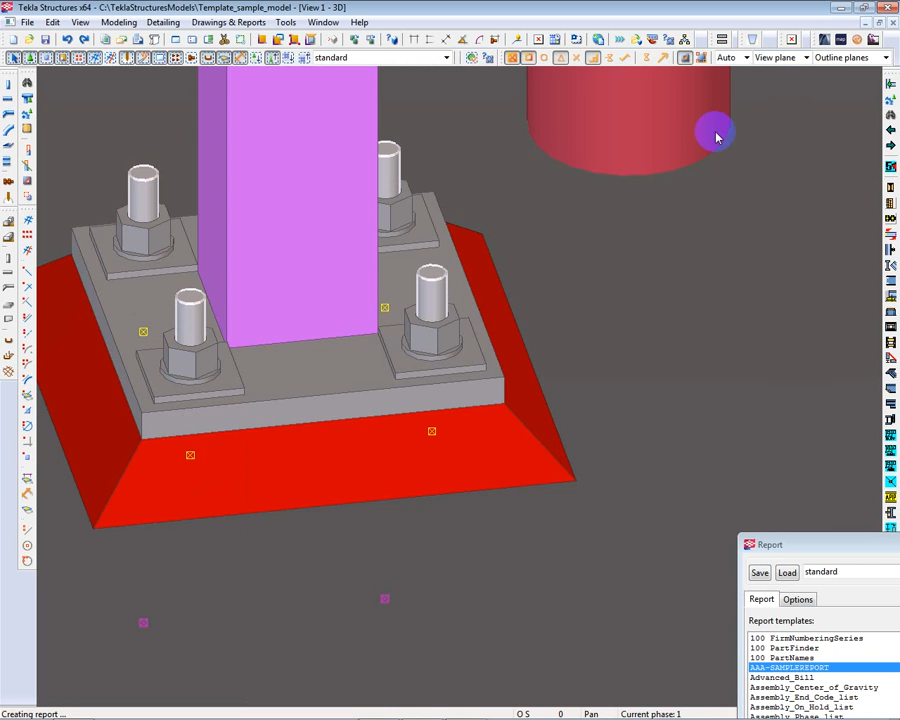 Tekla Structures x64 - C:\TeklaStructuresModels\Template_sample_model - [View 1 - 3D]
File Edit View Modeling Detailing Drawings & Reports Tools Window Help
standard Auto View plane Outline planes
Report
Save Load standard
Report Options
Report templates:
100 FirmNumberingSeries
100 PartFinder
100 PartNames
AAA-SAMPLEREPORT
Advanced_Bill
Assembly_Center_of_Gravity
Assembly_End_Code_list
Assembly_On_Hold_list
Assembly_Phase_list
Creating report ... O S 0 Pan Current phase: 1